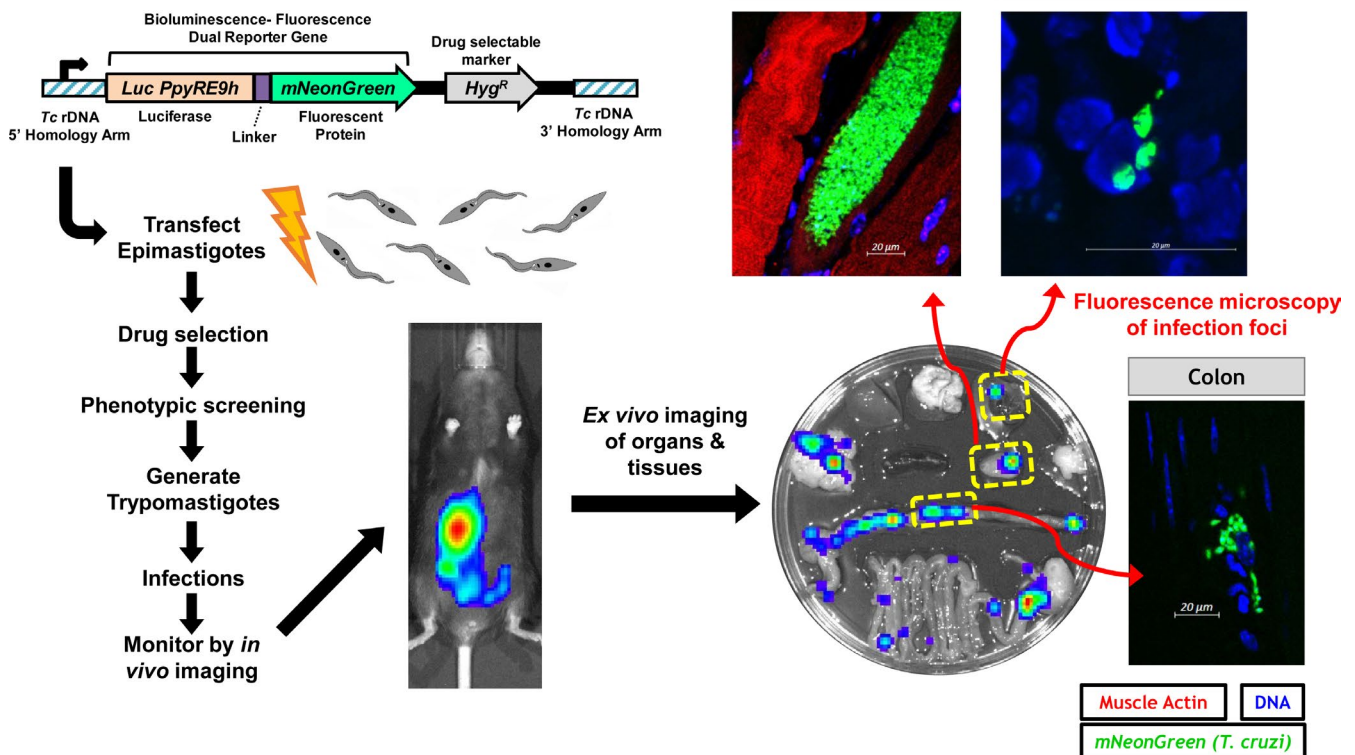 Bioluminescence- Fluorescence
Dual Reporter Gene
Drug selectable
marker
Luc PpyRE9h
mNeonGreen
Hyg^R
Tc rDNA
5' Homology Arm
Luciferase
Linker
Fluorescent
Protein
Tc rDNA
3' Homology Arm
Transfect
Epimastigotes
Drug selection
Phenotypic screening
Generate
Trypomastigotes
Infections
Monitor by in
vivo imaging
Ex vivo imaging
of organs &
tissues
20 µm
20 µm
Fluorescence microscopy
of infection foci
Colon
20 µm
Muscle Actin
DNA
mNeonGreen (T. cruzi)